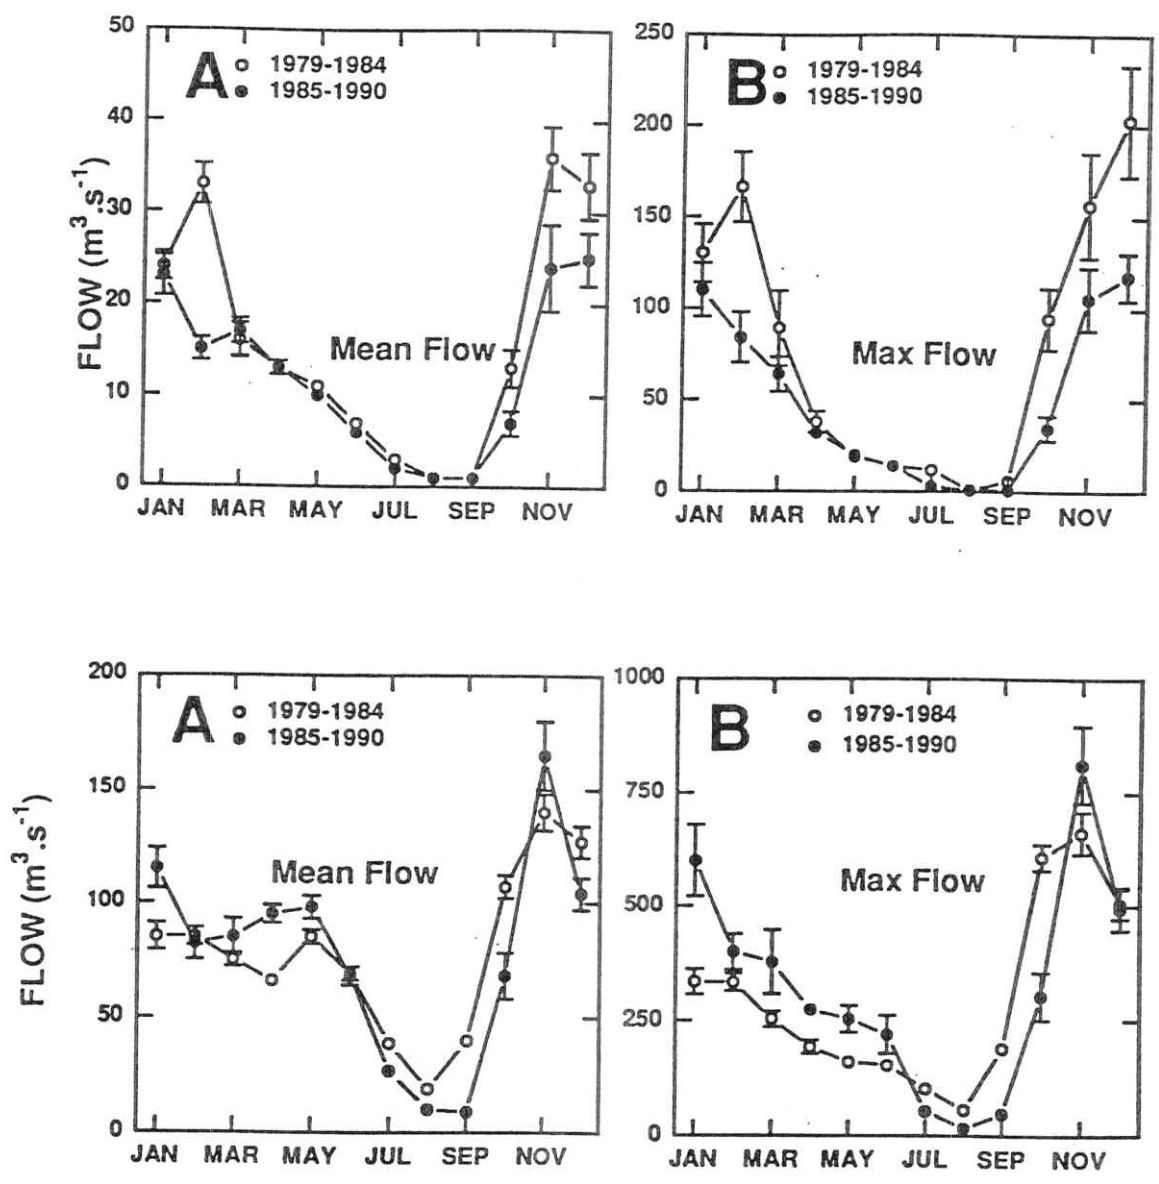 50
40
30
20
10
0
FLOW (m³.s⁻¹)
A
○ 1979-1984
● 1985-1990
Mean Flow
JAN MAR MAY JUL SEP NOV
250
200
150
100
50
0
B
○ 1979-1984
● 1985-1990
Max Flow
JAN MAR MAY JUL SEP NOV
200
150
100
50
0
FLOW (m³.s⁻¹)
A
○ 1979-1984
● 1985-1990
Mean Flow
JAN MAR MAY JUL SEP NOV
1000
750
500
250
0
B
○ 1979-1984
● 1985-1990
Max Flow
JAN MAR MAY JUL SEP NOV